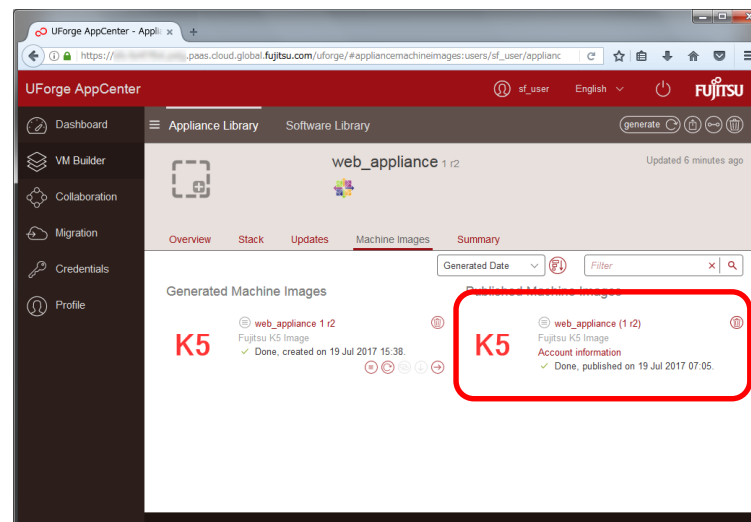 UForge AppCenter - Applic x +
https:// .paas.cloud.global.fujitsu.com/uforge/#appliancemachineimages:users/sf_user/applianc
UForge AppCenter
sf_user
English
FUJITSU
Dashboard
Appliance Library
Software Library
generate
VM Builder
web_appliance 1 r2
Updated 6 minutes ago
Collaboration
Migration
Overview
Stack
Updates
Machine Images
Summary
Credentials
Generated Date
Filter
Profile
Generated Machine Images
Published Machine Images
K5
web_appliance 1 r2
Fujitsu K5 Image
Done, created on 19 Jul 2017 15:38.
K5
web_appliance (1 r2)
Fujitsu K5 Image
Account information
Done, published on 19 Jul 2017 07:05.